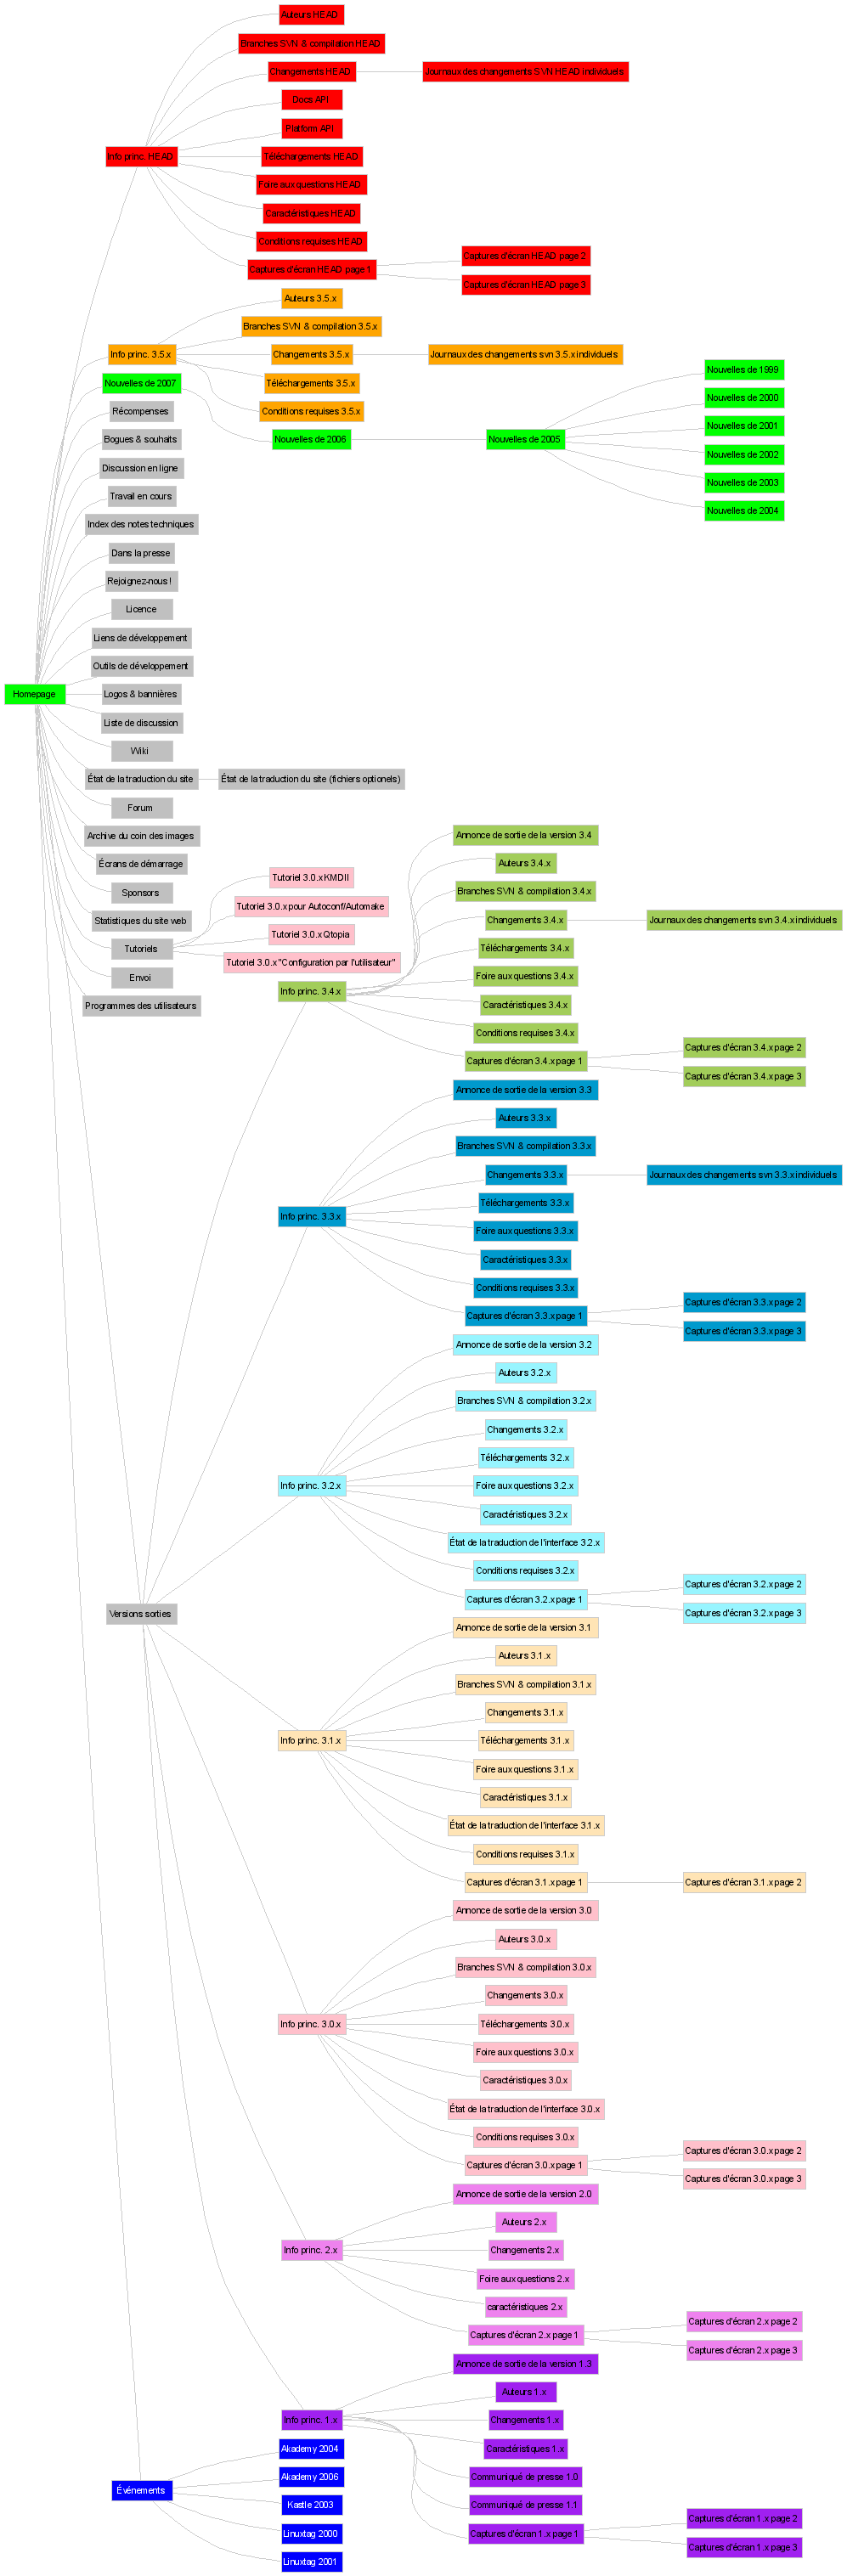 Auteurs HEAD
Branches SVN & compilation HEAD
Changements HEAD
Journaux des changements SVN HEAD individuels
Docs API
Platform API
Info princ. HEAD
Téléchargements HEAD
Foire aux questions HEAD
Caractéristiques HEAD
Conditions requises HEAD
Captures d'écran HEAD page 1
Captures d'écran HEAD page 2
Captures d'écran HEAD page 3
Auteurs 3.5.x
Branches SVN & compilation 3.5.x
Info princ. 3.5.x
Changements 3.5.x
Journaux des changements svn 3.5.x individuels
Téléchargements 3.5.x
Conditions requises 3.5.x
Nouvelles de 2007
Nouvelles de 2006
Nouvelles de 2005
Nouvelles de 1999
Nouvelles de 2000
Nouvelles de 2001
Nouvelles de 2002
Nouvelles de 2003
Nouvelles de 2004
Récompenses
Bogues & souhaits
Discussion en ligne
Travail en cours
Index des notes techniques
Dans la presse
Rejoignez-nous !
Licence
Liens de développement
Outils de développement
Homepage
Logos & bannières
Liste de discussion
Wiki
État de la traduction du site
État de la traduction du site (fichiers optionels)
Forum
Archive du coin des images
Écrans de démarrage
Sponsors
Statistiques du site web
Tutoriels
Tutoriel 3.0.x KMDII
Tutoriel 3.0.x pour Autoconf/Automake
Tutoriel 3.0.x Qtopia
Tutoriel 3.0.x "Configuration par l'utilisateur"
Envoi
Programmes des utilisateurs
Annonce de sortie de la version 3.4
Auteurs 3.4.x
Branches SVN & compilation 3.4.x
Changements 3.4.x
Journaux des changements svn 3.4.x individuels
Téléchargements 3.4.x
Foire aux questions 3.4.x
Info princ. 3.4.x
Caractéristiques 3.4.x
Conditions requises 3.4.x
Captures d'écran 3.4.x page 1
Captures d'écran 3.4.x page 2
Captures d'écran 3.4.x page 3
Annonce de sortie de la version 3.3
Auteurs 3.3.x
Branches SVN & compilation 3.3.x
Changements 3.3.x
Journaux des changements svn 3.3.x individuels
Téléchargements 3.3.x
Info princ. 3.3.x
Foire aux questions 3.3.x
Caractéristiques 3.3.x
Conditions requises 3.3.x
Captures d'écran 3.3.x page 1
Captures d'écran 3.3.x page 2
Captures d'écran 3.3.x page 3
Annonce de sortie de la version 3.2
Auteurs 3.2.x
Branches SVN & compilation 3.2.x
Changements 3.2.x
Téléchargements 3.2.x
Info princ. 3.2.x
Foire aux questions 3.2.x
Caractéristiques 3.2.x
État de la traduction de l'interface 3.2.x
Conditions requises 3.2.x
Captures d'écran 3.2.x page 1
Captures d'écran 3.2.x page 2
Captures d'écran 3.2.x page 3
Versions sorties
Annonce de sortie de la version 3.1
Auteurs 3.1.x
Branches SVN & compilation 3.1.x
Changements 3.1.x
Info princ. 3.1.x
Téléchargements 3.1.x
Foire aux questions 3.1.x
Caractéristiques 3.1.x
État de la traduction de l'interface 3.1.x
Conditions requises 3.1.x
Captures d'écran 3.1.x page 1
Captures d'écran 3.1.x page 2
Annonce de sortie de la version 3.0
Auteurs 3.0.x
Branches SVN & compilation 3.0.x
Changements 3.0.x
Info princ. 3.0.x
Téléchargements 3.0.x
Foire aux questions 3.0.x
Caractéristiques 3.0.x
État de la traduction de l'interface 3.0.x
Conditions requises 3.0.x
Captures d'écran 3.0.x page 1
Captures d'écran 3.0.x page 2
Captures d'écran 3.0.x page 3
Annonce de sortie de la version 2.0
Auteurs 2.x
Info princ. 2.x
Changements 2.x
Foire aux questions 2.x
caractéristiques 2.x
Captures d'écran 2.x page 1
Captures d'écran 2.x page 2
Captures d'écran 2.x page 3
Annonce de sortie de la version 1.3
Auteurs 1.x
Info princ. 1.x
Changements 1.x
Caractéristiques 1.x
Communiqué de presse 1.0
Communiqué de presse 1.1
Captures d'écran 1.x page 1
Captures d'écran 1.x page 2
Captures d'écran 1.x page 3
Événements
Akademy 2004
Akademy 2006
Kastle 2003
Linuxtag 2000
Linuxtag 2001